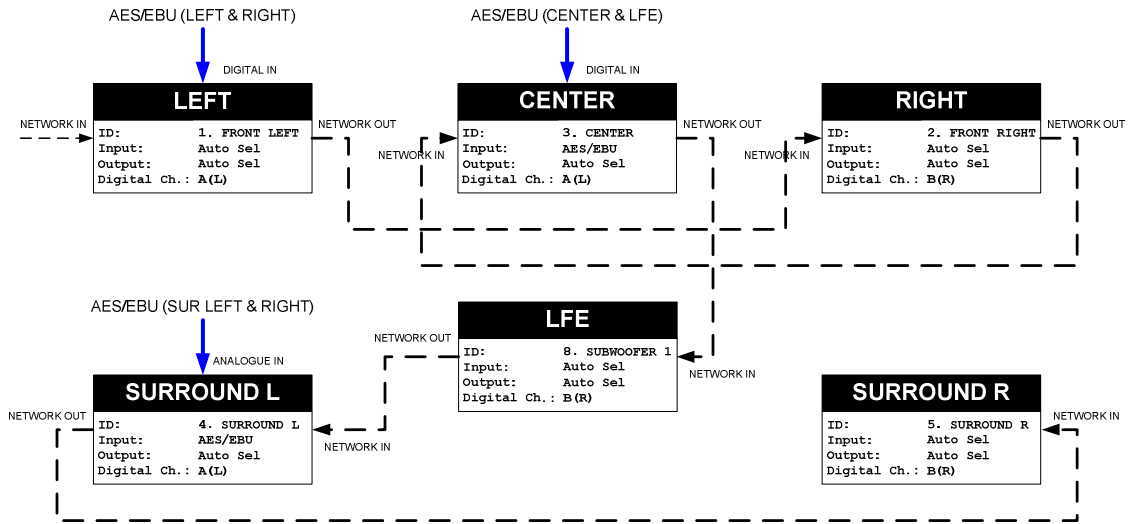 AES/EBU (LEFT & RIGHT)
AES/EBU (CENTER & LFE)
DIGITAL IN
DIGITAL IN
LEFT
CENTER
RIGHT
NETWORK IN
ID: 1. FRONT LEFT
Input: Auto Sel
Output: Auto Sel
Digital Ch.: A(L)
NETWORK OUT
NETWORK IN
ID: 3. CENTER
Input: AES/EBU
Output: Auto Sel
Digital Ch.: A(L)
NETWORK OUT
NETWORK IN
ID: 2. FRONT RIGHT
Input: Auto Sel
Output: Auto Sel
Digital Ch.: B(R)
NETWORK OUT
AES/EBU (SUR LEFT & RIGHT)
ANALOGUE IN
NETWORK OUT
LFE
ID: 8. SUBWOOFER 1
Input: Auto Sel
Output: Auto Sel
Digital Ch.: B(R)
NETWORK IN
SURROUND L
NETWORK OUT
ID: 4. SURROUND L
Input: AES/EBU
Output: Auto Sel
Digital Ch.: A(L)
NETWORK IN
SURROUND R
ID: 5. SURROUND R
Input: Auto Sel
Output: Auto Sel
Digital Ch.: B(R)
NETWORK IN